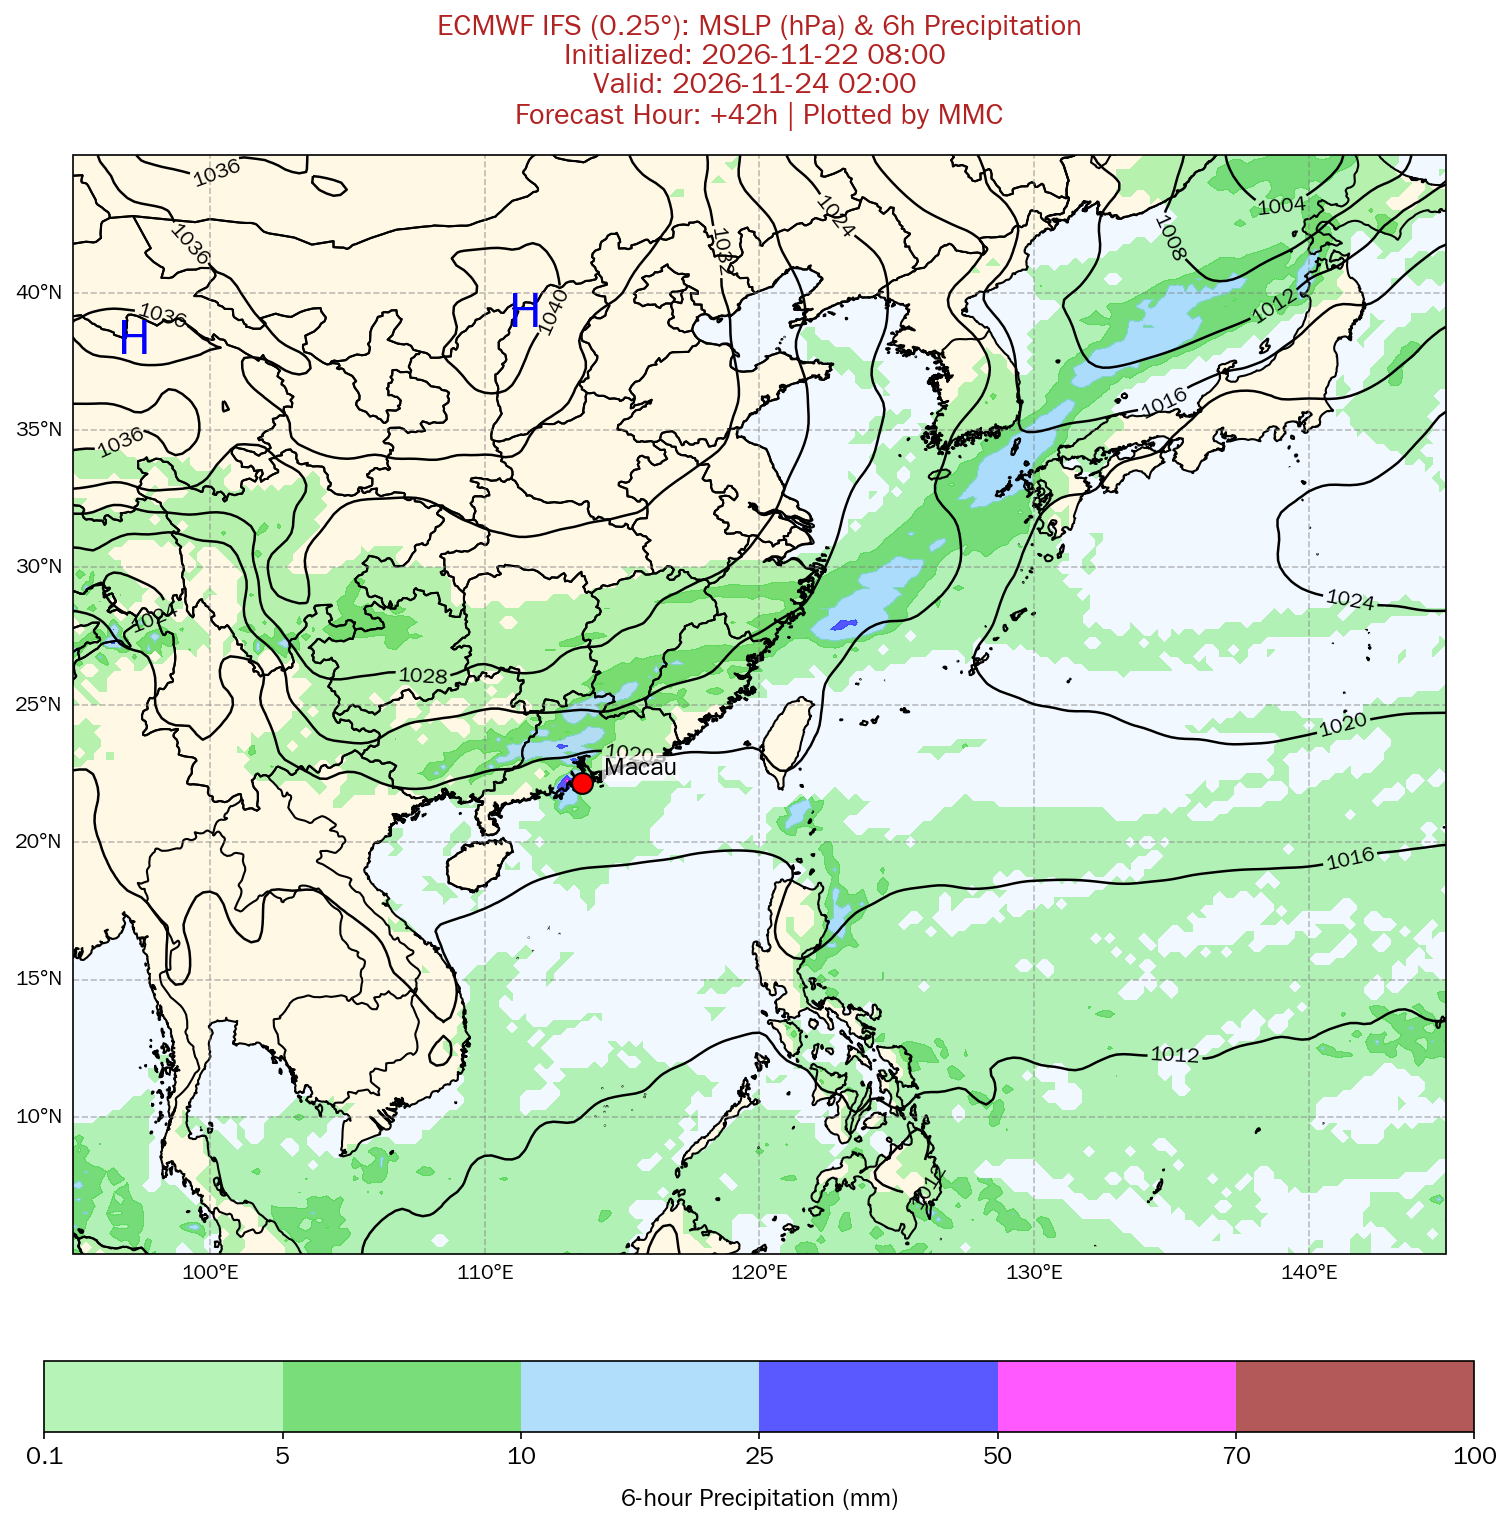 ECMWF IFS (0.25°): MSLP (hPa) & 6h Precipitation
Initialized: 2026-11-22 08:00
Valid: 2026-11-24 02:00
Forecast Hour: +42h | Plotted by MMC
1036
1004
1024
1008
1036
1032
40°N
1036
H
H
1040
1012
1016
35°N
1036
30°N
1024
1024
1028
25°N
1020
1020
Macau
20°N
1016
15°N
1012
10°N
1012
100°E
110°E
120°E
130°E
140°E
0.1
5
10
25
50
70
100
6-hour Precipitation (mm)